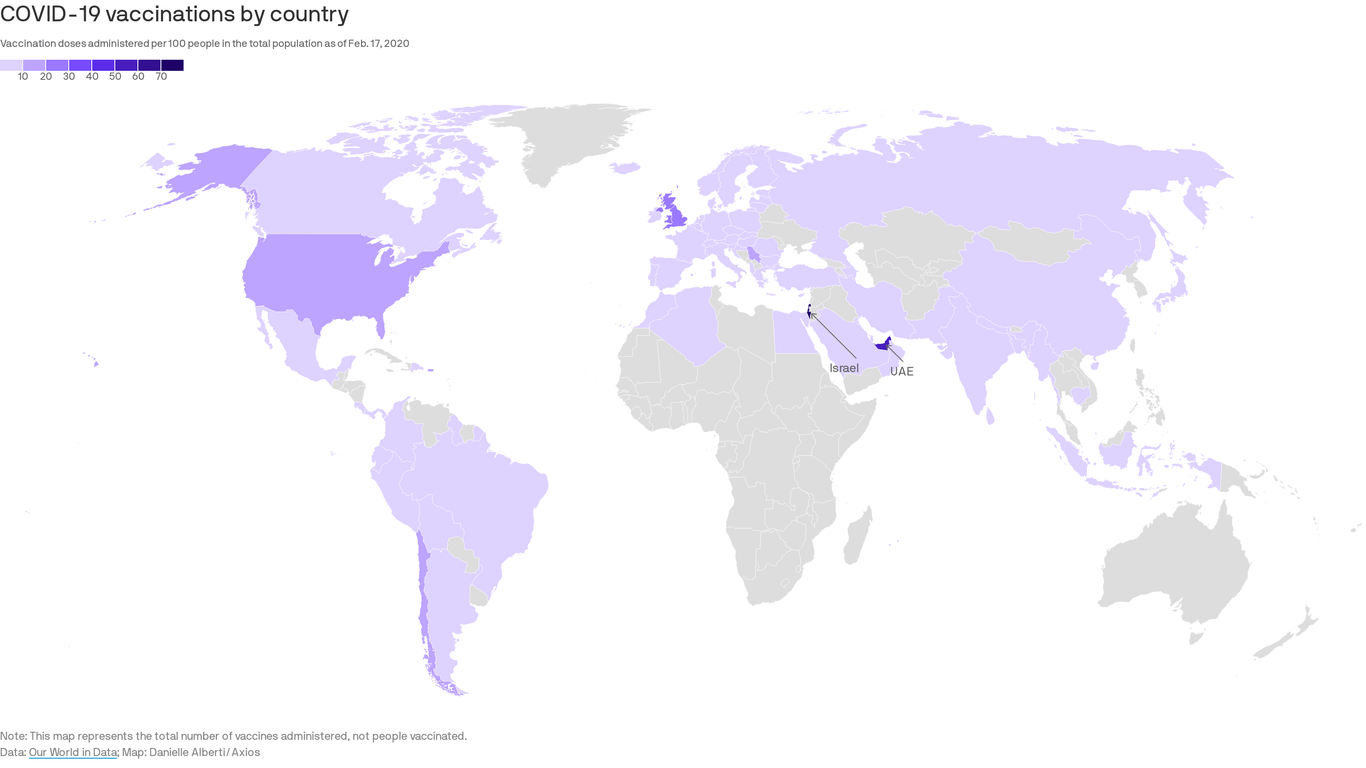 COVID-19 vaccinations by country
Vaccination doses administered per 100 people in the total population as of Feb. 17, 2020
10 20 30 40 50 60 70
Israel
UAE
Note: This map represents the total number of vaccines administered, not people vaccinated.
Data: Our World in Data; Map: Danielle Alberti/Axios